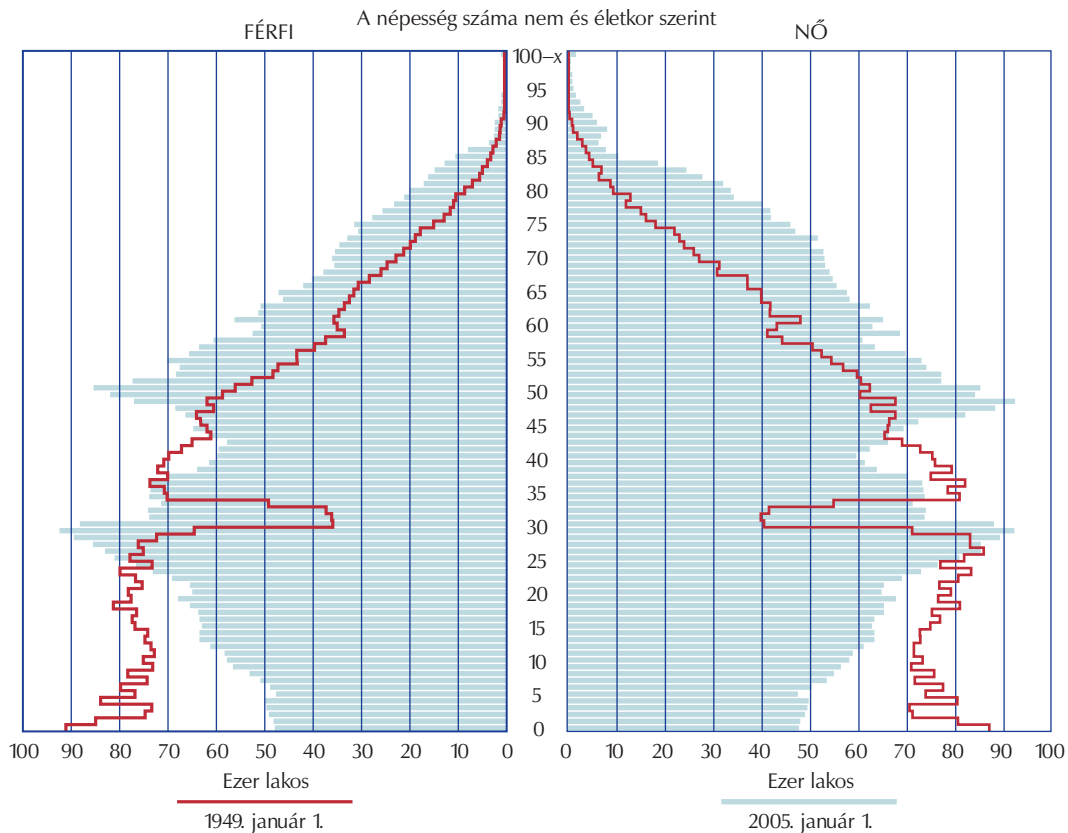 A népesség száma nem és életkor szerint
FÉRFI
NŐ
100–x
95
90
85
80
75
70
65
60
55
50
45
40
35
30
25
20
15
10
5
0
100 90 80 70 60 50 40 30 20 10 0
0 10 20 30 40 50 60 70 80 90 100
Ezer lakos
Ezer lakos
1949. január 1.
2005. január 1.